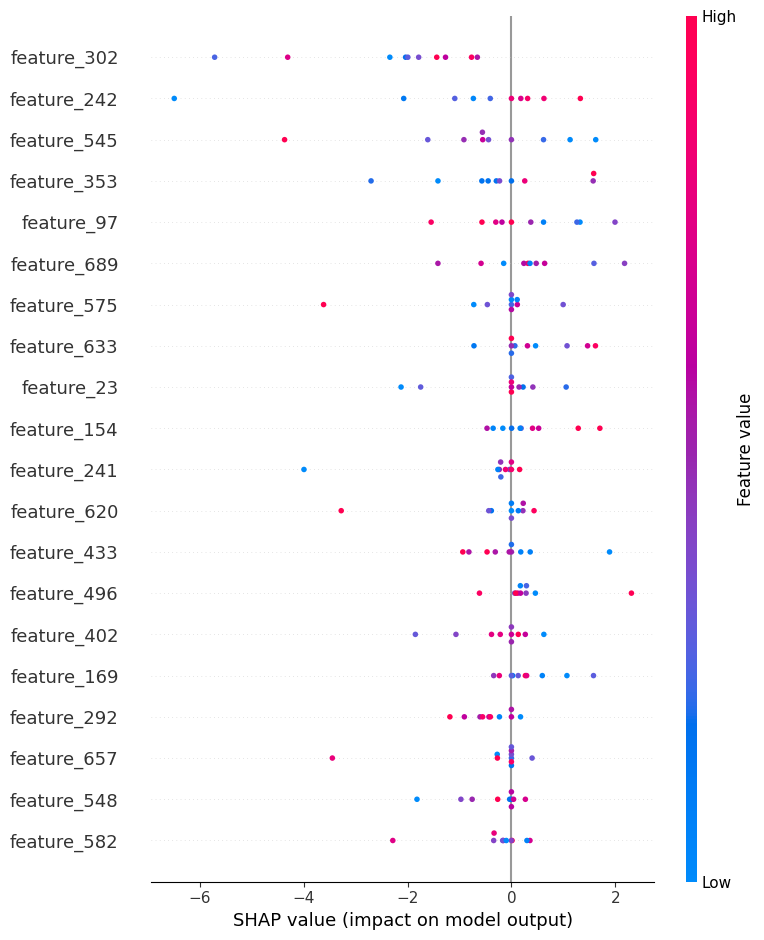 High
feature_302
feature_242
feature_545
feature_353
feature_97
feature_689
feature_575
feature_633
feature_23
feature_154
feature_241
feature_620
feature_433
feature_496
feature_402
feature_169
feature_292
feature_657
feature_548
feature_582
Feature value
Low
−6 −4 −2 0 2
SHAP value (impact on model output)